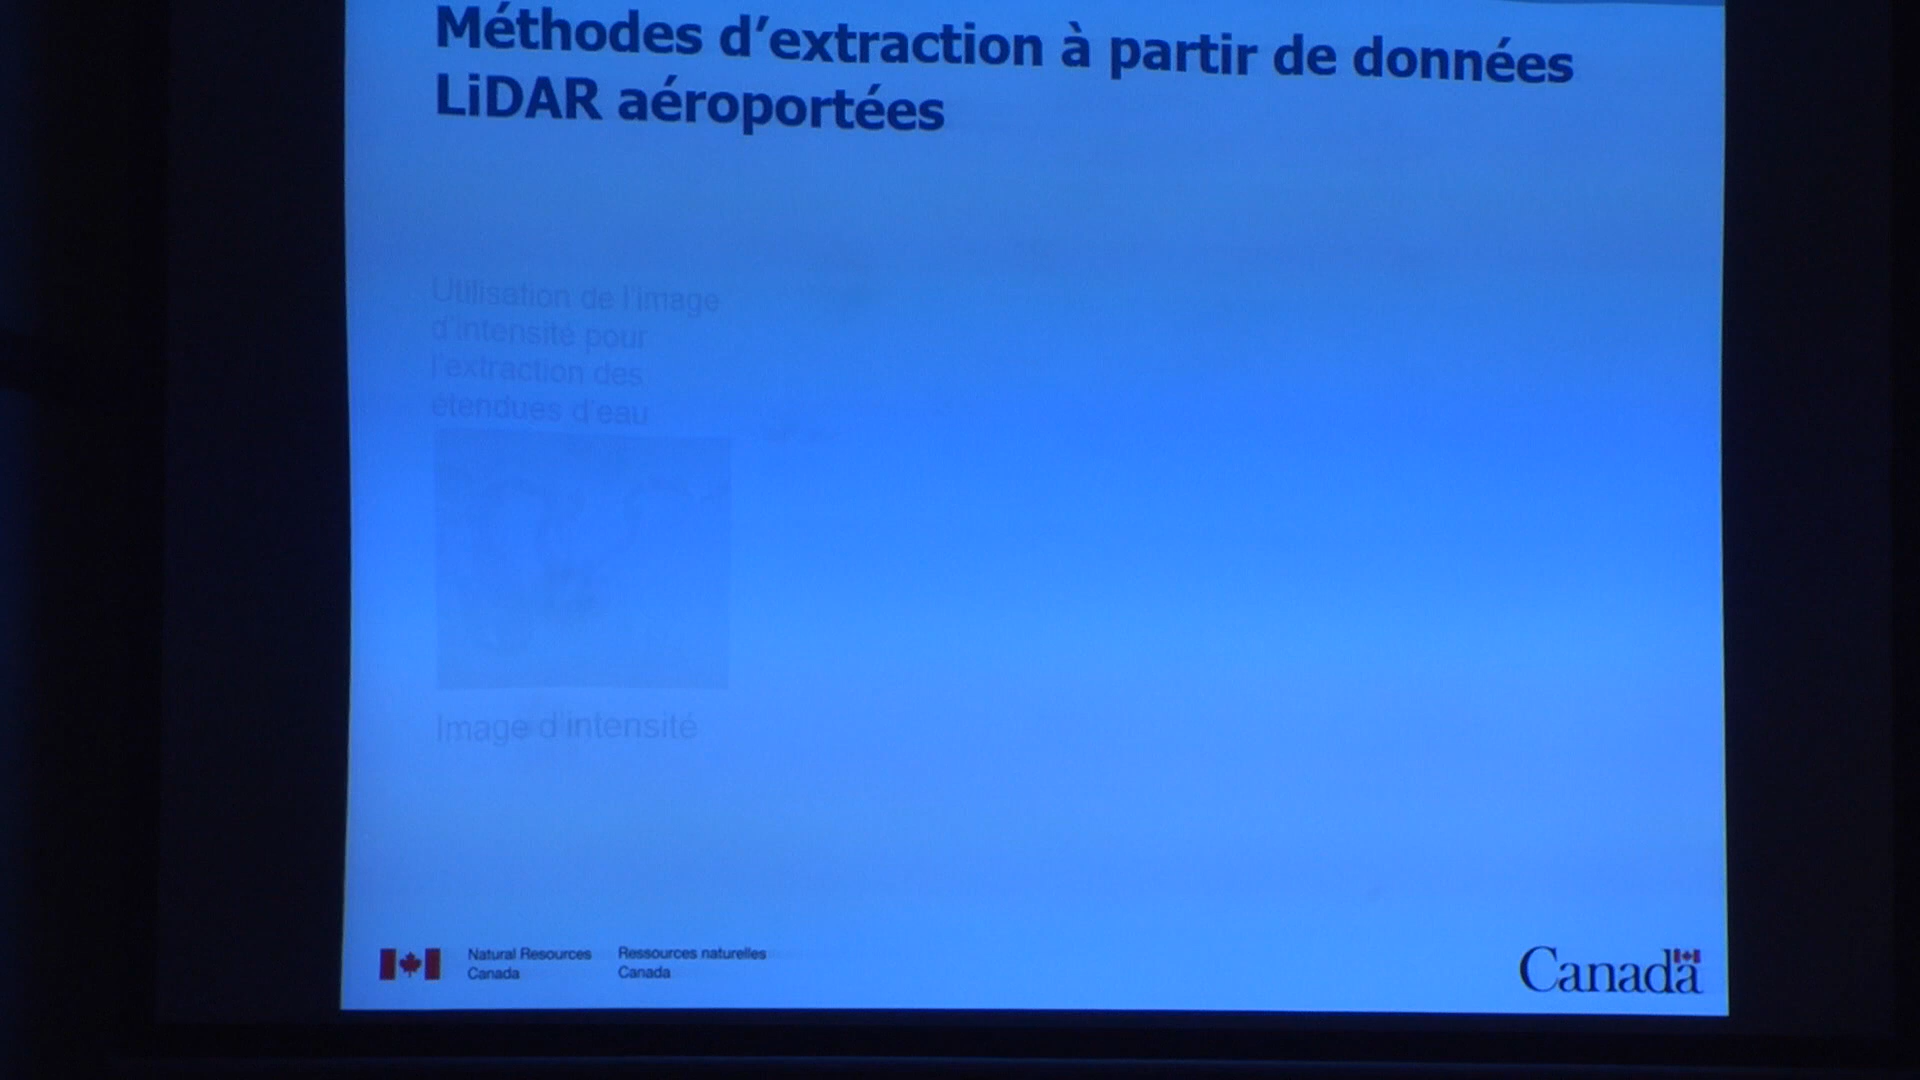 Méthodes d'extraction à partir de données
LiDAR aéroportées
Utilisation de l'image
d'intensité pour
l'extraction des
étendues d'eau
Image d'intensité
Natural Resources
Canada
Ressources naturelles
Canada
Canada